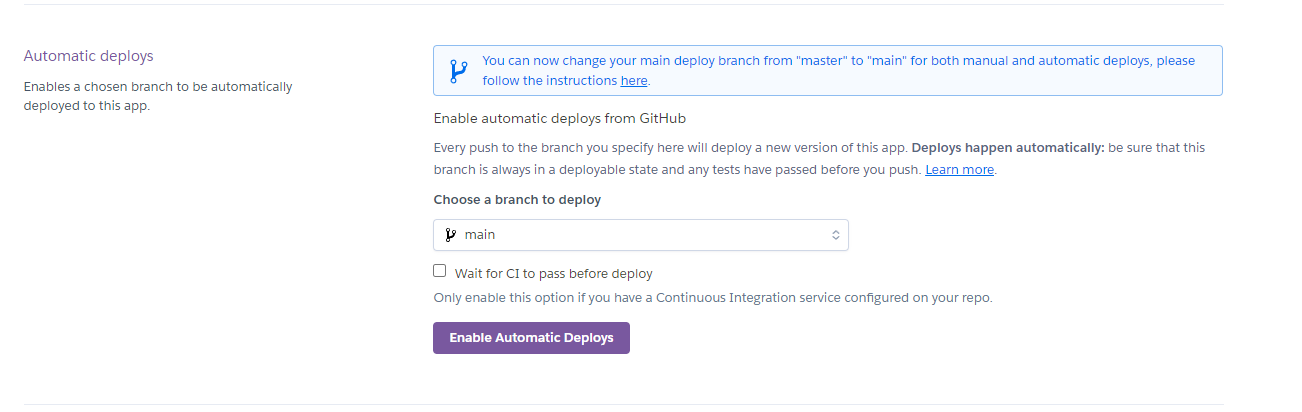 Automatic deploys
Enables a chosen branch to be automatically
deployed to this app.
You can now change your main deploy branch from "master" to "main" for both manual and automatic deploys, please
follow the instructions here.
Enable automatic deploys from GitHub
Every push to the branch you specify here will deploy a new version of this app. Deploys happen automatically: be sure that this
branch is always in a deployable state and any tests have passed before you push. Learn more.
Choose a branch to deploy
main
Wait for CI to pass before deploy
Only enable this option if you have a Continuous Integration service configured on your repo.
Enable Automatic Deploys